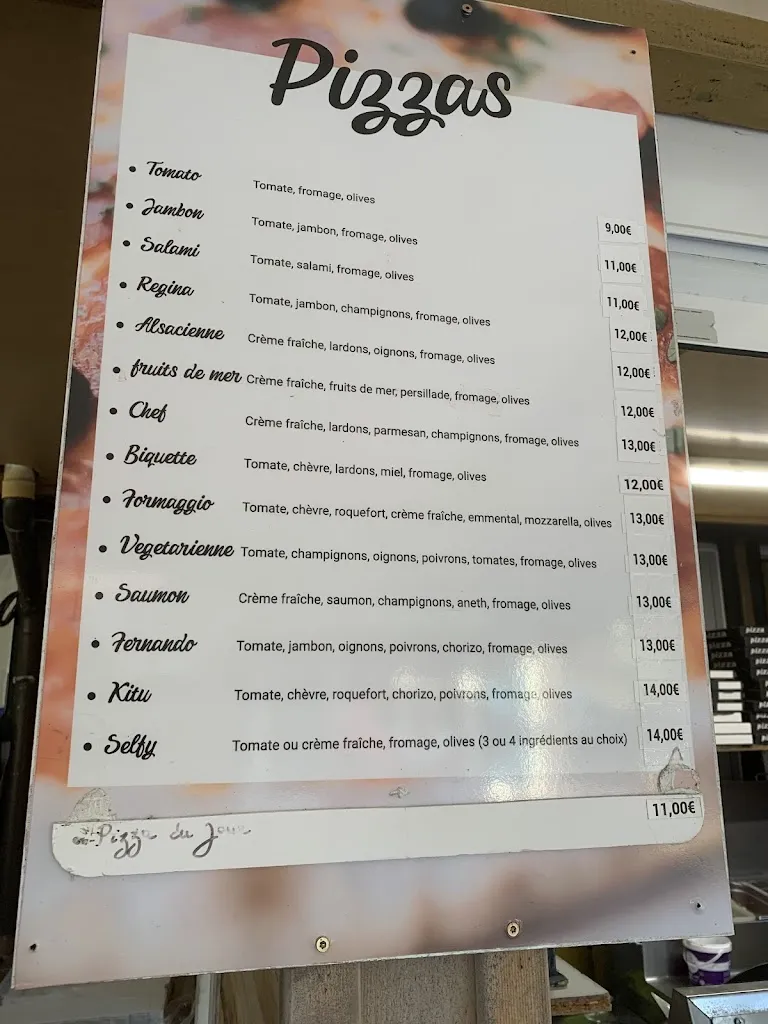 Pizzas
• Tomato Tomate, fromage, olives 9,00€
• Jambon Tomate, jambon, fromage, olives 11,00€
• Salami Tomate, salami, fromage, olives 11,00€
• Regina Tomate, jambon, champignons, fromage, olives 12,00€
• Alsacienne Crème fraîche, lardons, oignons, fromage, olives 12,00€
• fruits de mer Crème fraîche, fruits de mer, persillade, fromage, olives 12,00€
• Chef Crème fraîche, lardons, parmesan, champignons, fromage, olives 13,00€
• Biquette Tomate, chèvre, lardons, miel, fromage, olives 12,00€
• Formaggio Tomate, chèvre, roquefort, crème fraîche, emmental, mozzarella, olives 13,00€
• Vegetarienne Tomate, champignons, oignons, poivrons, tomates, fromage, olives 13,00€
• Saumon Crème fraîche, saumon, champignons, aneth, fromage, olives 13,00€
• Fernando Tomate, jambon, oignons, poivrons, chorizo, fromage, olives 13,00€
• Kitu Tomate, chèvre, roquefort, chorizo, poivrons, fromage, olives 14,00€
• Selfy Tomate ou crème fraîche, fromage, olives (3 ou 4 ingrédients au choix) 14,00€
Pizza du Jour 11,00€
pizza
pizza
pizza